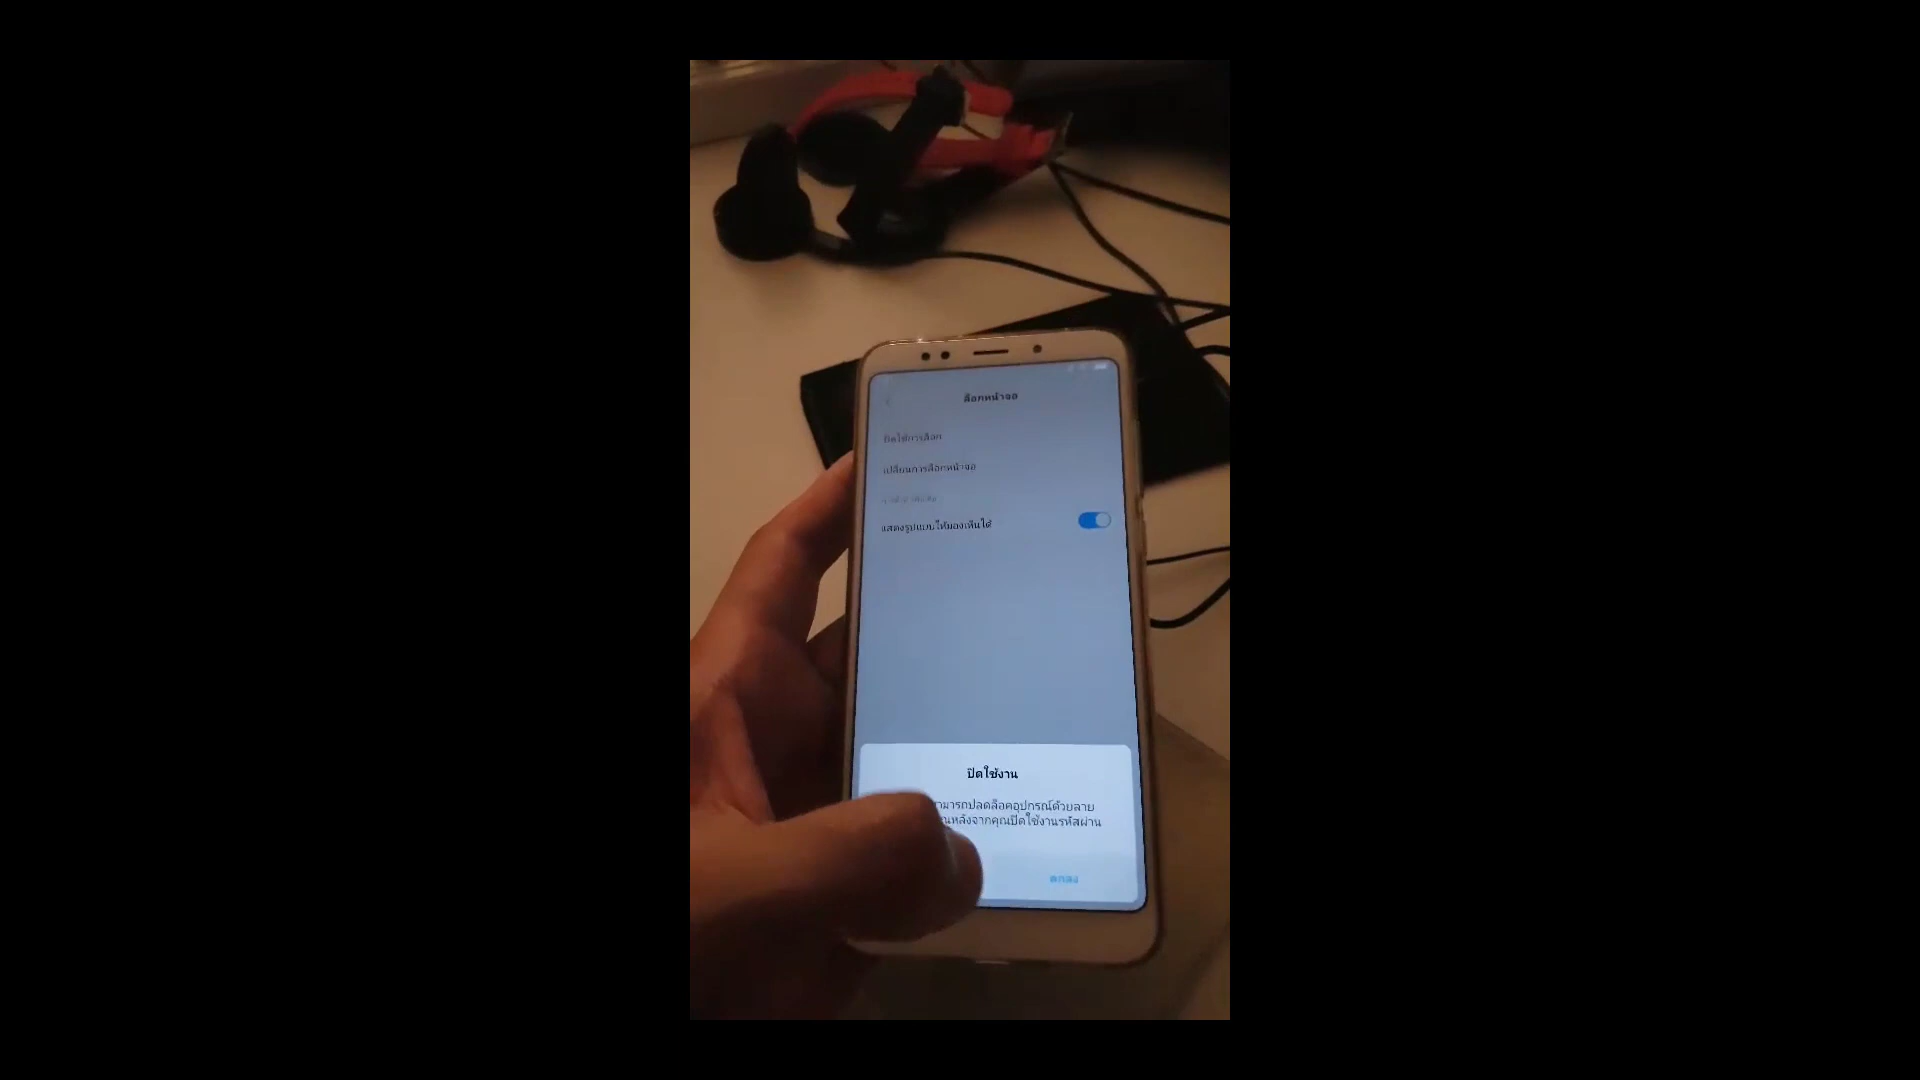 ล็อกหน้าจอ
ปิดใช้การล็อก
เปลี่ยนการล็อกหน้าจอ
แสดงรูปแบบให้มองเห็นได้
ปิดใช้งาน
ามารถปลดล็อคอุปกรณ์ด้วยลาย
นหลังจากคุณปิดใช้งานรหัสผ่าน
ตกลง